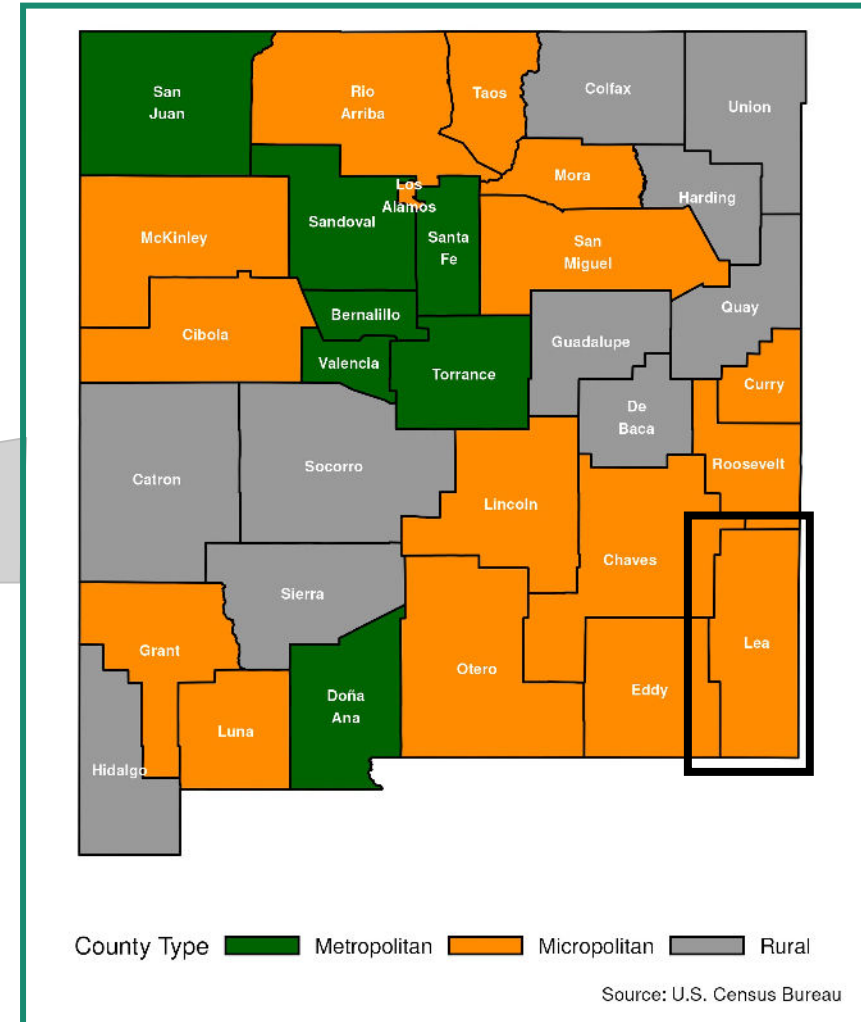 San
Juan
Rio
Arriba
Taos
Colfax
Union
Los
Alamos
Mora
Harding
McKinley
Sandoval
Santa
Fe
San
Miguel
Quay
Bernalillo
Cibola
Guadalupe
Valencia
Torrance
Curry
De
Baca
Catron
Socorro
Roosevelt
Lincoln
Chaves
Sierra
Lea
Grant
Otero
Eddy
Doña
Ana
Luna
Hidalgo
County Type Metropolitan Micropolitan Rural
Source: U.S. Census Bureau